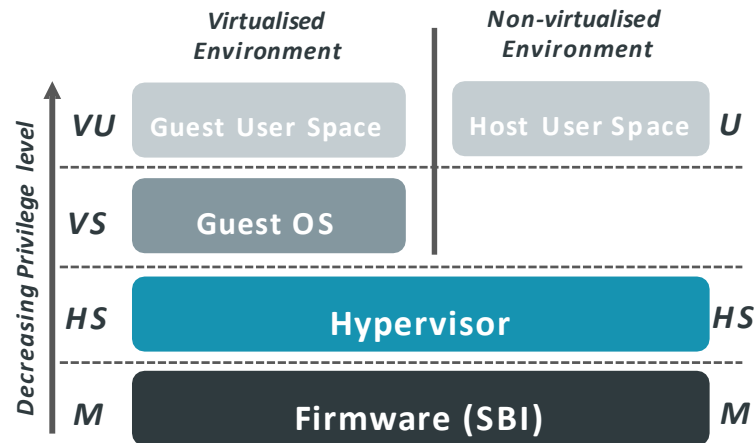 Virtualised
Environment
Non-virtualised
Environment
Decreasing Privilege level
VU
Guest User Space
Host User Space
U
VS
Guest OS
HS
Hypervisor
HS
M
Firmware (SBI)
M